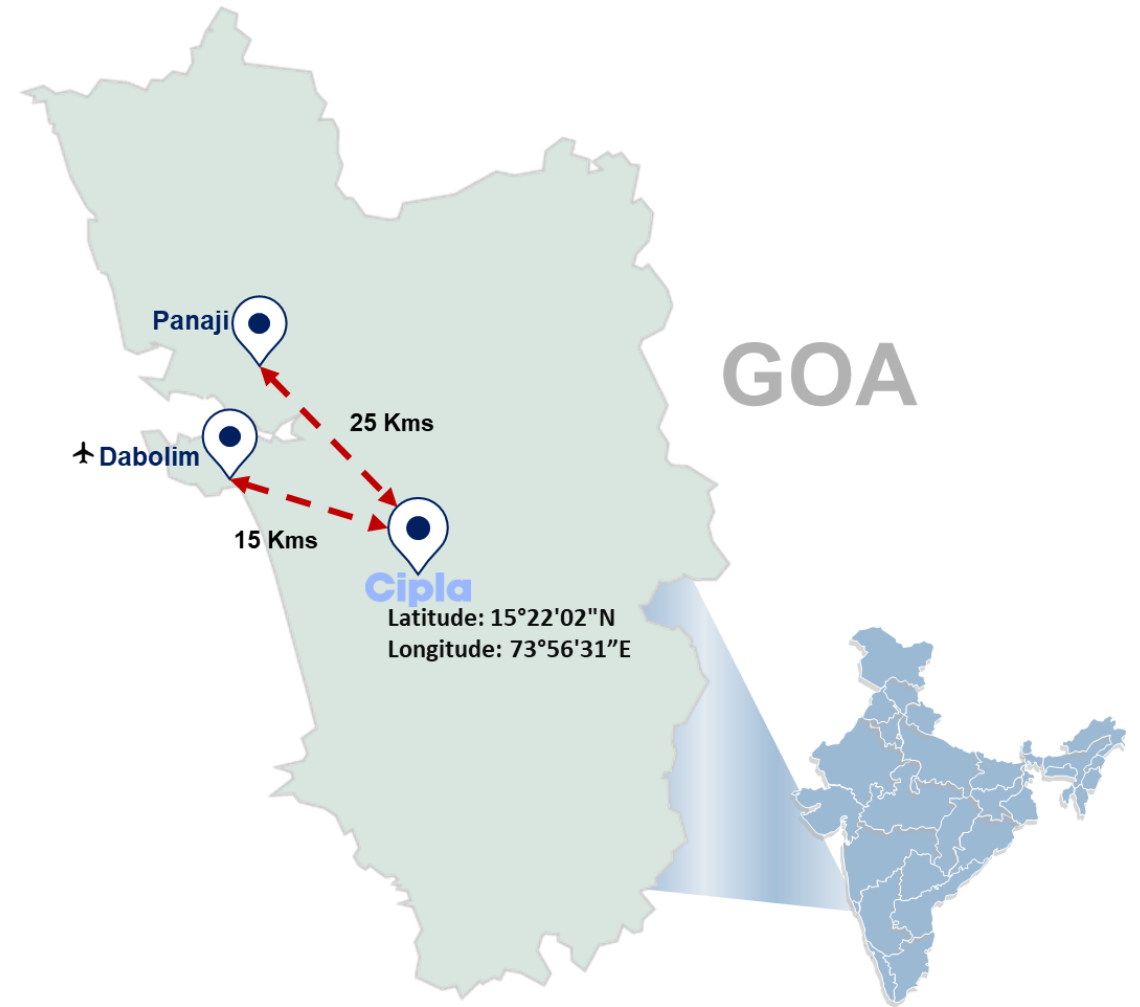 Panaji
GOA
25 Kms
Dabolim
15 Kms
Cipla
Latitude: 15°22'02"N
Longitude: 73°56'31”E